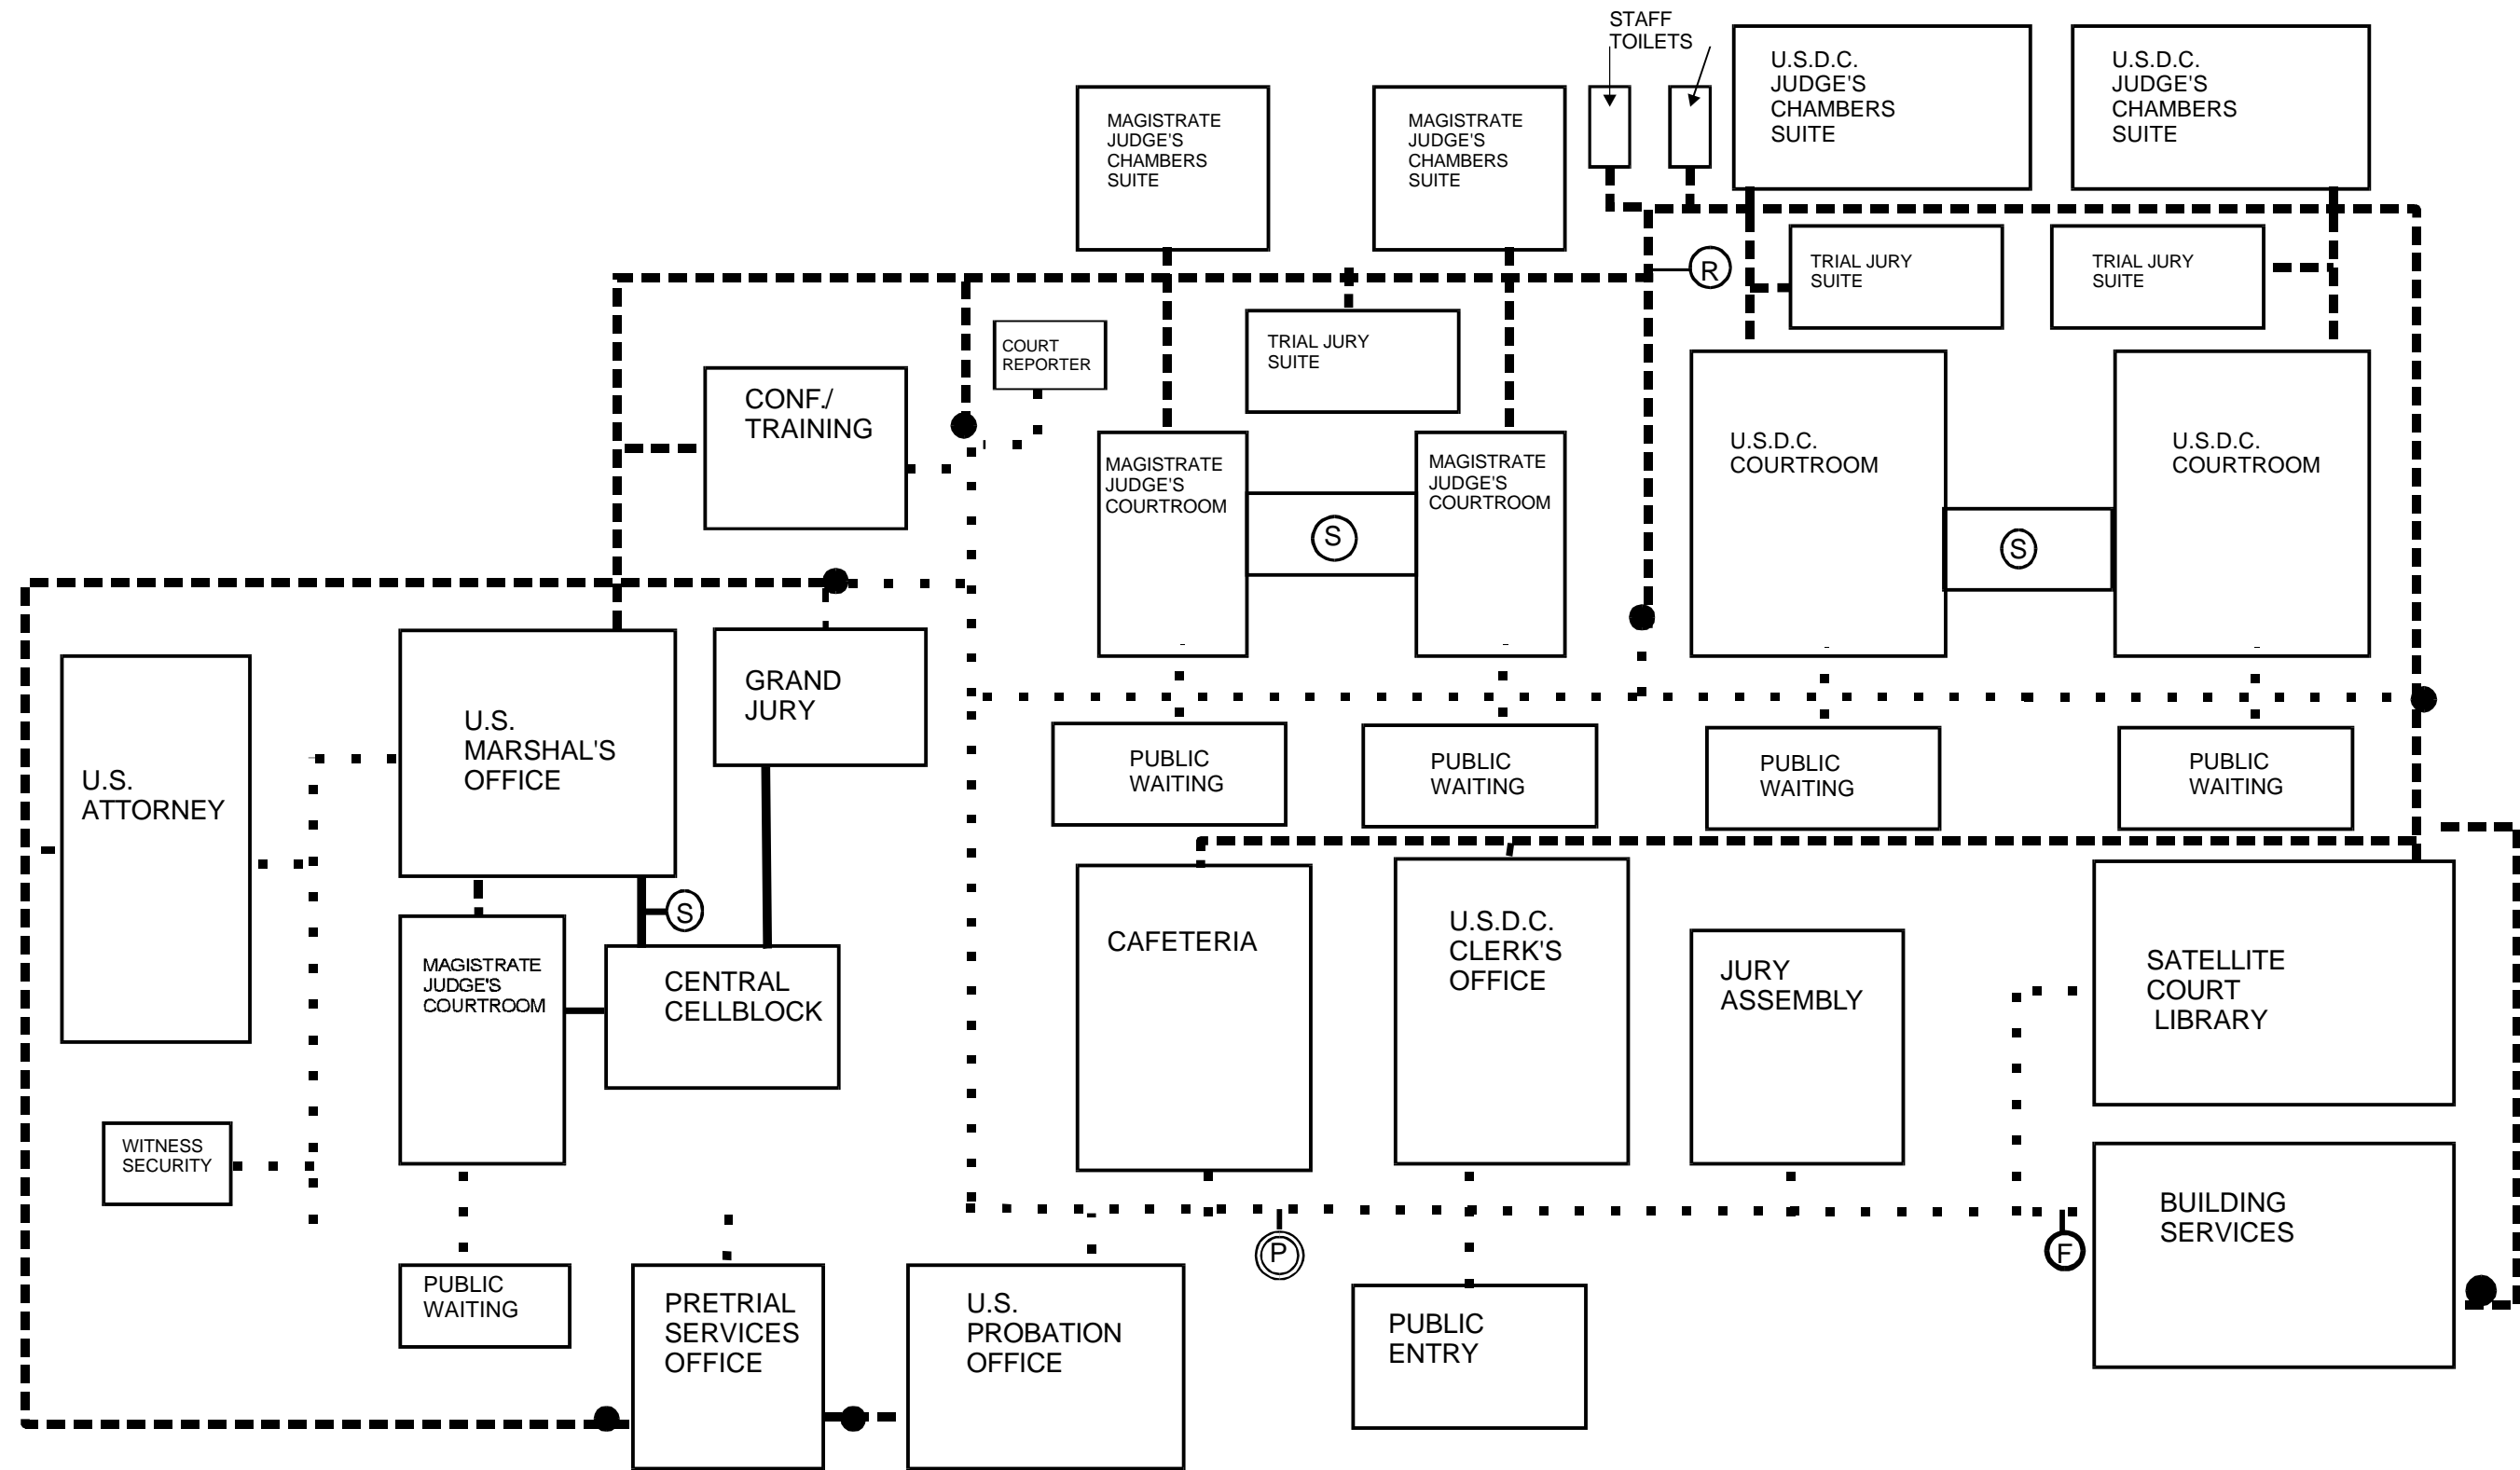 STAFF
TOILETS
U.S.D.C.
JUDGE'S
CHAMBERS
SUITE
U.S.D.C.
JUDGE'S
CHAMBERS
SUITE
MAGISTRATE
JUDGE'S
CHAMBERS
SUITE
MAGISTRATE
JUDGE'S
CHAMBERS
SUITE
TRIAL JURY
SUITE
TRIAL JURY
SUITE
R
COURT
REPORTER
TRIAL JURY
SUITE
CONF./
TRAINING
MAGISTRATE
JUDGE'S
COURTROOM
MAGISTRATE
JUDGE'S
COURTROOM
U.S.D.C.
COURTROOM
U.S.D.C.
COURTROOM
S
S
GRAND
JURY
U.S.
MARSHAL'S
OFFICE
U.S.
ATTORNEY
PUBLIC
WAITING
PUBLIC
WAITING
PUBLIC
WAITING
PUBLIC
WAITING
S
CAFETERIA
U.S.D.C.
CLERK'S
OFFICE
JURY
ASSEMBLY
SATELLITE
COURT
LIBRARY
MAGISTRATE
JUDGE'S
COURTROOM
CENTRAL
CELLBLOCK
WITNESS
SECURITY
BUILDING
SERVICES
P
F
PUBLIC
WAITING
PRETRIAL
SERVICES
OFFICE
U.S.
PROBATION
OFFICE
PUBLIC
ENTRY